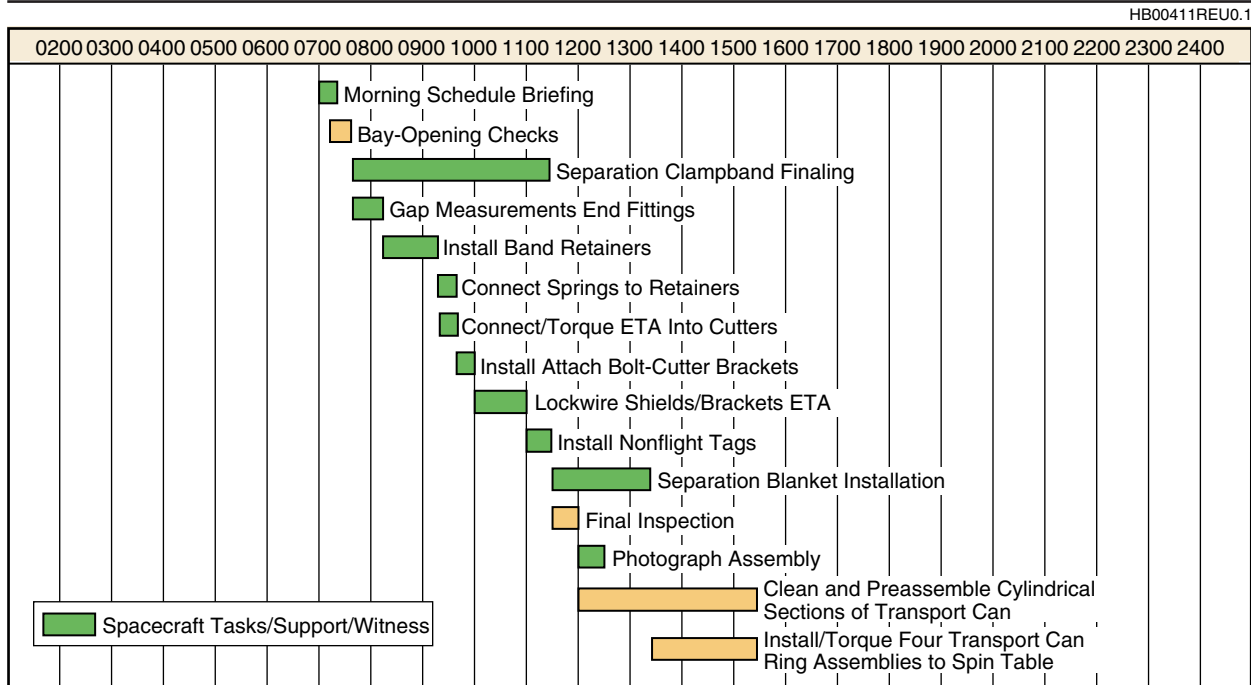 HB00411REU0.1
0200 0300 0400 0500 0600 0700 0800 0900 1000 1100 1200 1300 1400 1500 1600 1700 1800 1900 2000 2100 2200 2300 2400
Morning Schedule Briefing
Bay-Opening Checks
Separation Clampband Finaling
Gap Measurements End Fittings
Install Band Retainers
Connect Springs to Retainers
Connect/Torque ETA Into Cutters
Install Attach Bolt-Cutter Brackets
Lockwire Shields/Brackets ETA
Install Nonflight Tags
Separation Blanket Installation
Final Inspection
Photograph Assembly
Clean and Preassemble Cylindrical
Sections of Transport Can
Spacecraft Tasks/Support/Witness
Install/Torque Four Transport Can
Ring Assemblies to Spin Table